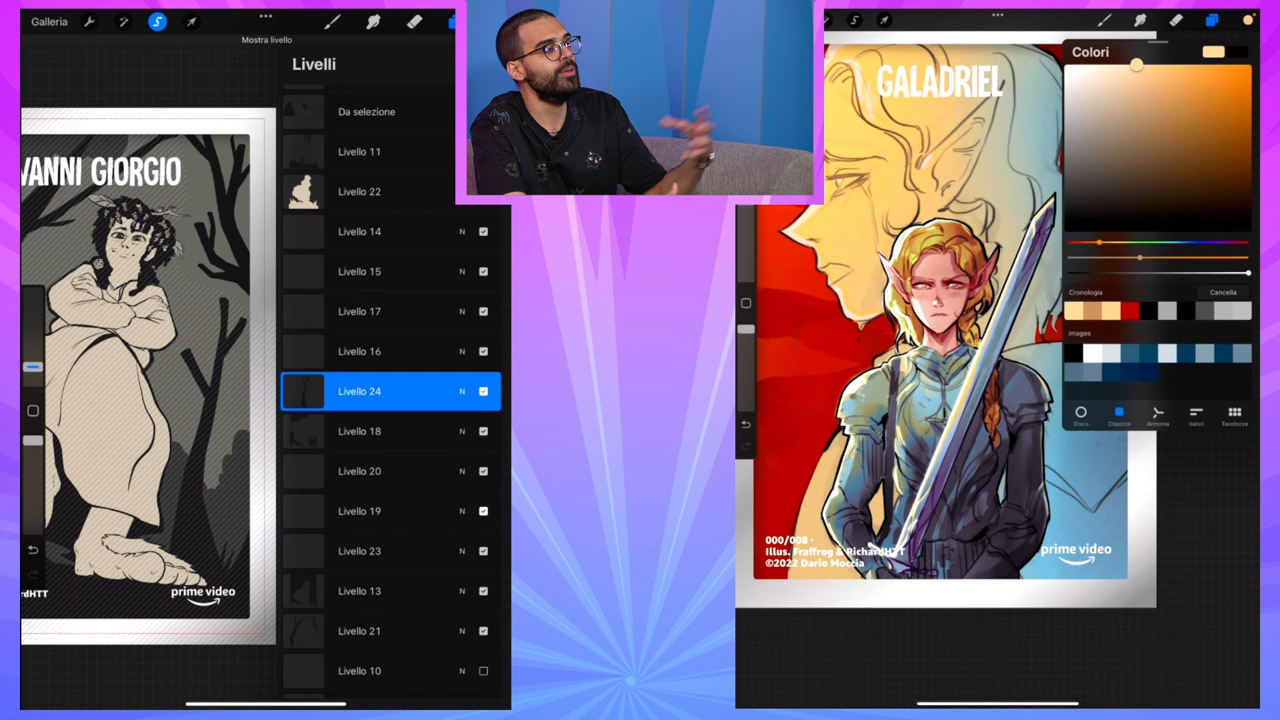 Galleria
Mostra livello
Livelli
Da selezione
Livello 11
Livello 22
Livello 14 N
Livello 15 N
Livello 17 N
Livello 16 N
Livello 24 N
Livello 18 N
Livello 20 N
Livello 19 N
Livello 23 N
Livello 13 N
Livello 21 N
Livello 10 N
VANNI GIORGIO
rdHTT
prime video
GALADRIEL
000/008 ·
Illus. Fraffrog & RichardHTT
©2022 Dario Moccia
prime video
Colori
Cronologia
Cancella
images
Disco
Classico
Armonia
Valori
Tavolozze